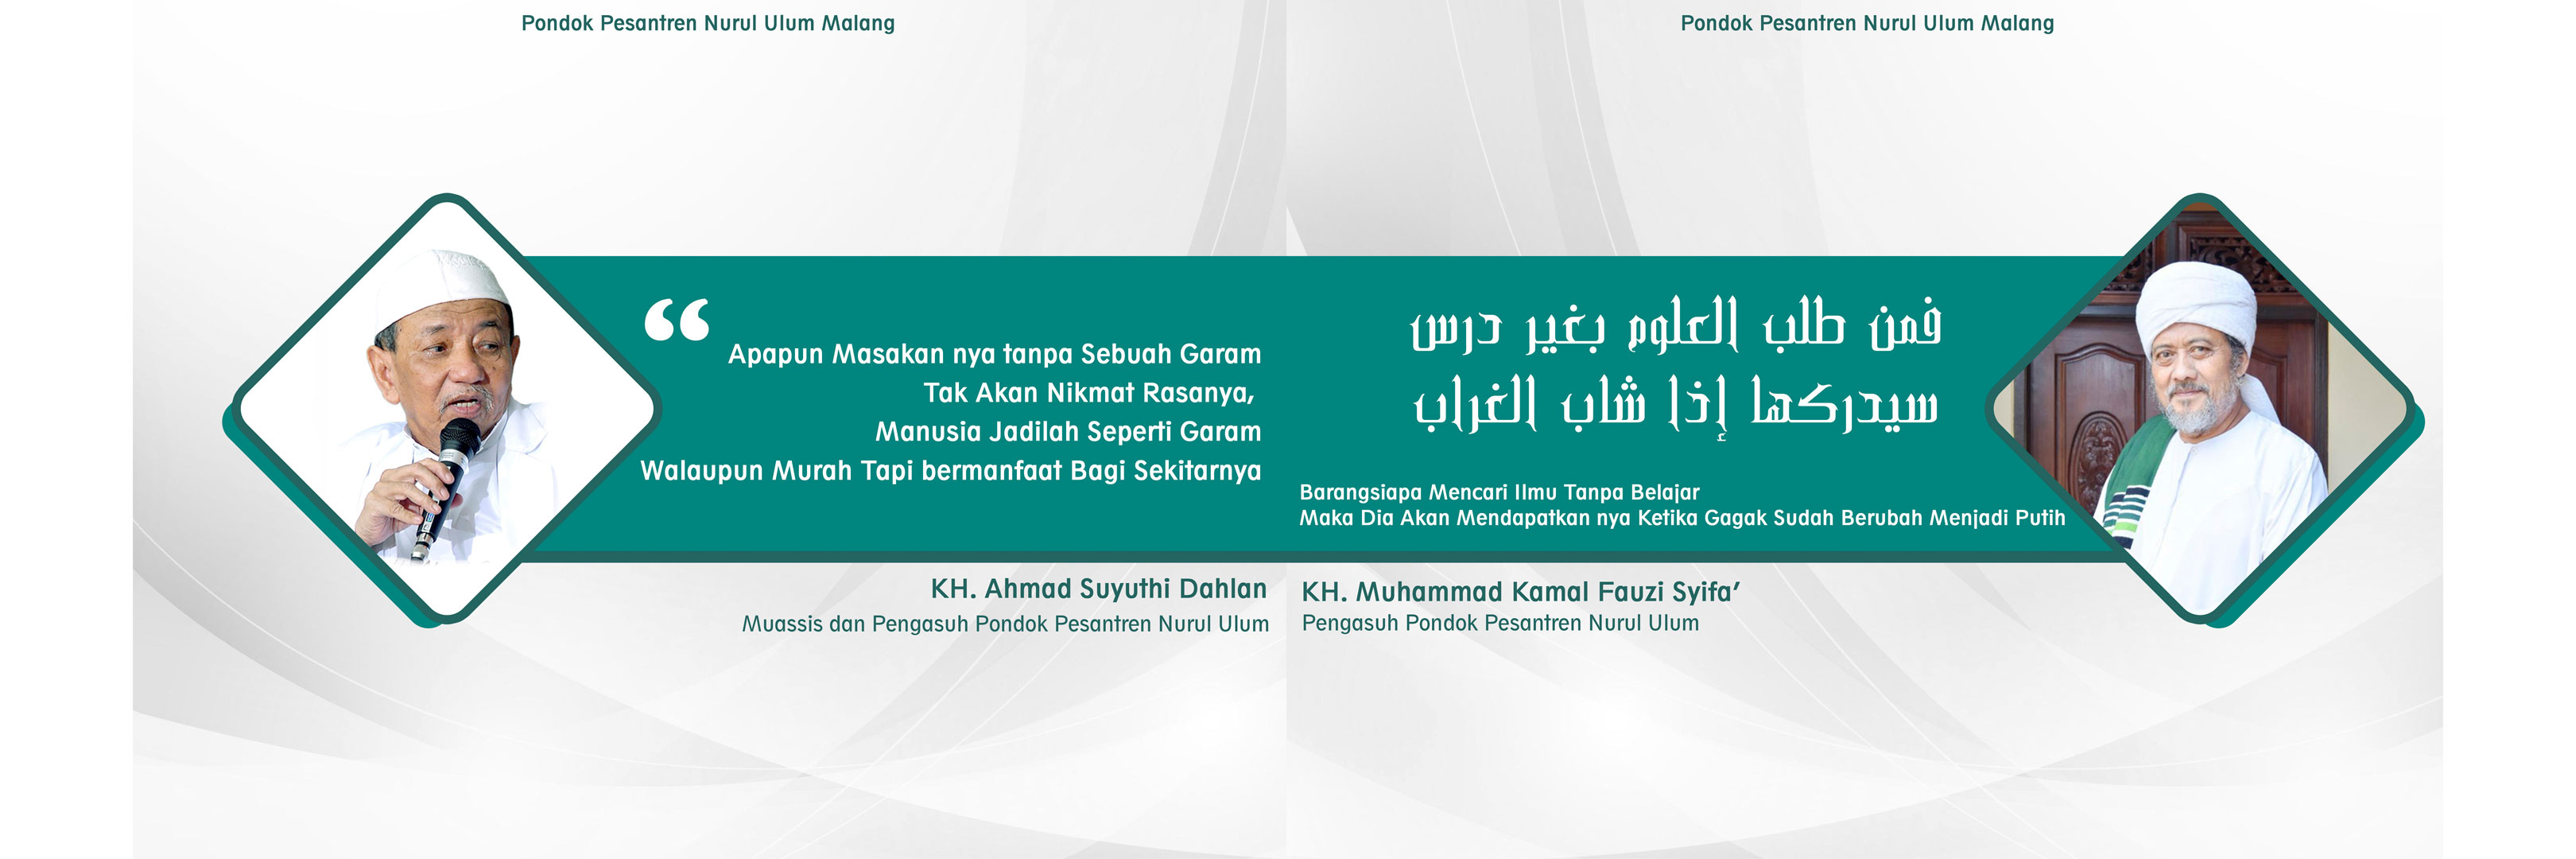 Pondok Pesantren Nurul Ulum Malang
Apapun Masakan nya tanpa Sebuah Garam
Tak Akan Nikmat Rasanya,
Manusia Jadilah Seperti Garam
Walaupun Murah Tapi bermanfaat Bagi Sekitarnya
KH. Ahmad Suyuthi Dahlan
Muassis dan Pengasuh Pondok Pesantren Nurul Ulum
Pondok Pesantren Nurul Ulum Malang
فمن طلب العلوم بغير درس
سيدركها إذا شاب الغراب
Barangsiapa Mencari Ilmu Tanpa Belajar
Maka Dia Akan Mendapatkan nya Ketika Gagak Sudah Berubah Menjadi Putih
KH. Muhammad Kamal Fauzi Syifa’
Pengasuh Pondok Pesantren Nurul Ulum